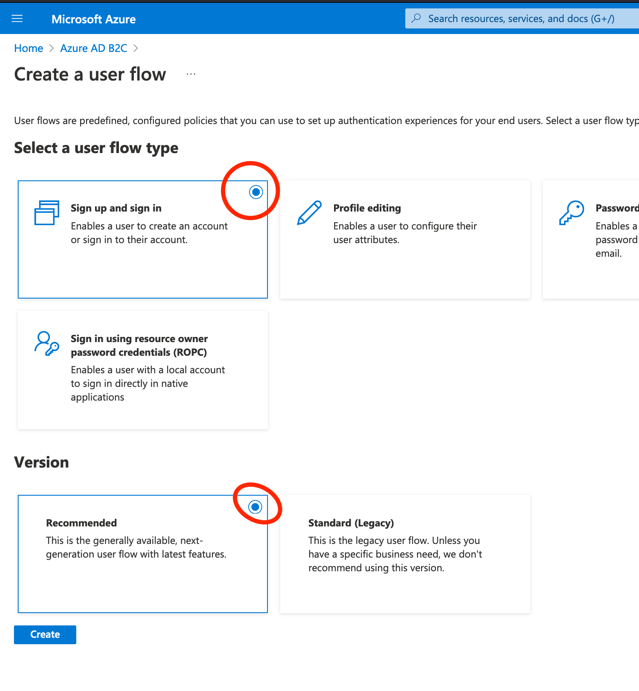 Microsoft Azure
Search resources, services, and docs (G+/)
Home > Azure AD B2C >
Create a user flow ...
User flows are predefined, configured policies that you can use to set up authentication experiences for your end users. Select a user flow typ
Select a user flow type
Sign up and sign in
Enables a user to create an account
or sign in to their account.
Profile editing
Enables a user to configure their
user attributes.
Password
Enables a
password
email.
Sign in using resource owner
password credentials (ROPC)
Enables a user with a local account
to sign in directly in native
applications
Version
Recommended
This is the generally available, next-
generation user flow with latest features.
Standard (Legacy)
This is the legacy user flow. Unless you
have a specific business need, we don't
recommend using this version.
Create